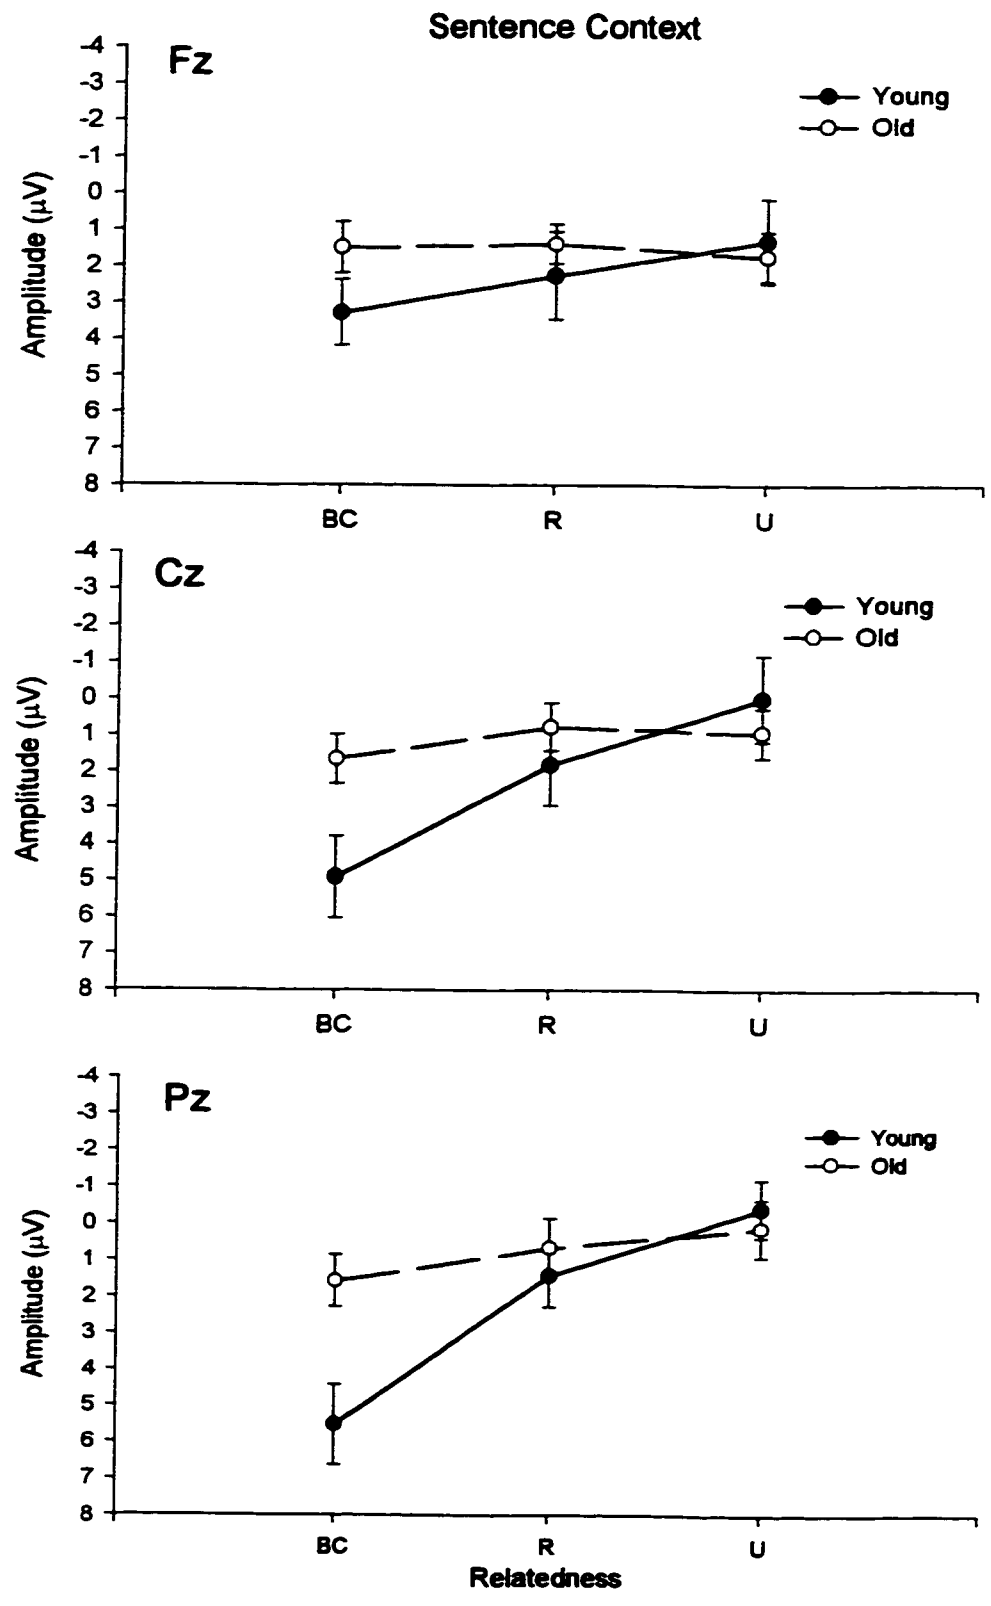 Sentence Context
Fz
Young
Old
Amplitude (μV)
-4
-3
-2
-1
0
1
2
3
4
5
6
7
8
BC R U
Cz
Young
Old
Amplitude (μV)
-4
-3
-2
-1
0
1
2
3
4
5
6
7
8
BC R U
Pz
Young
Old
Amplitude (μV)
-4
-3
-2
-1
0
1
2
3
4
5
6
7
8
BC R U
Relatedness